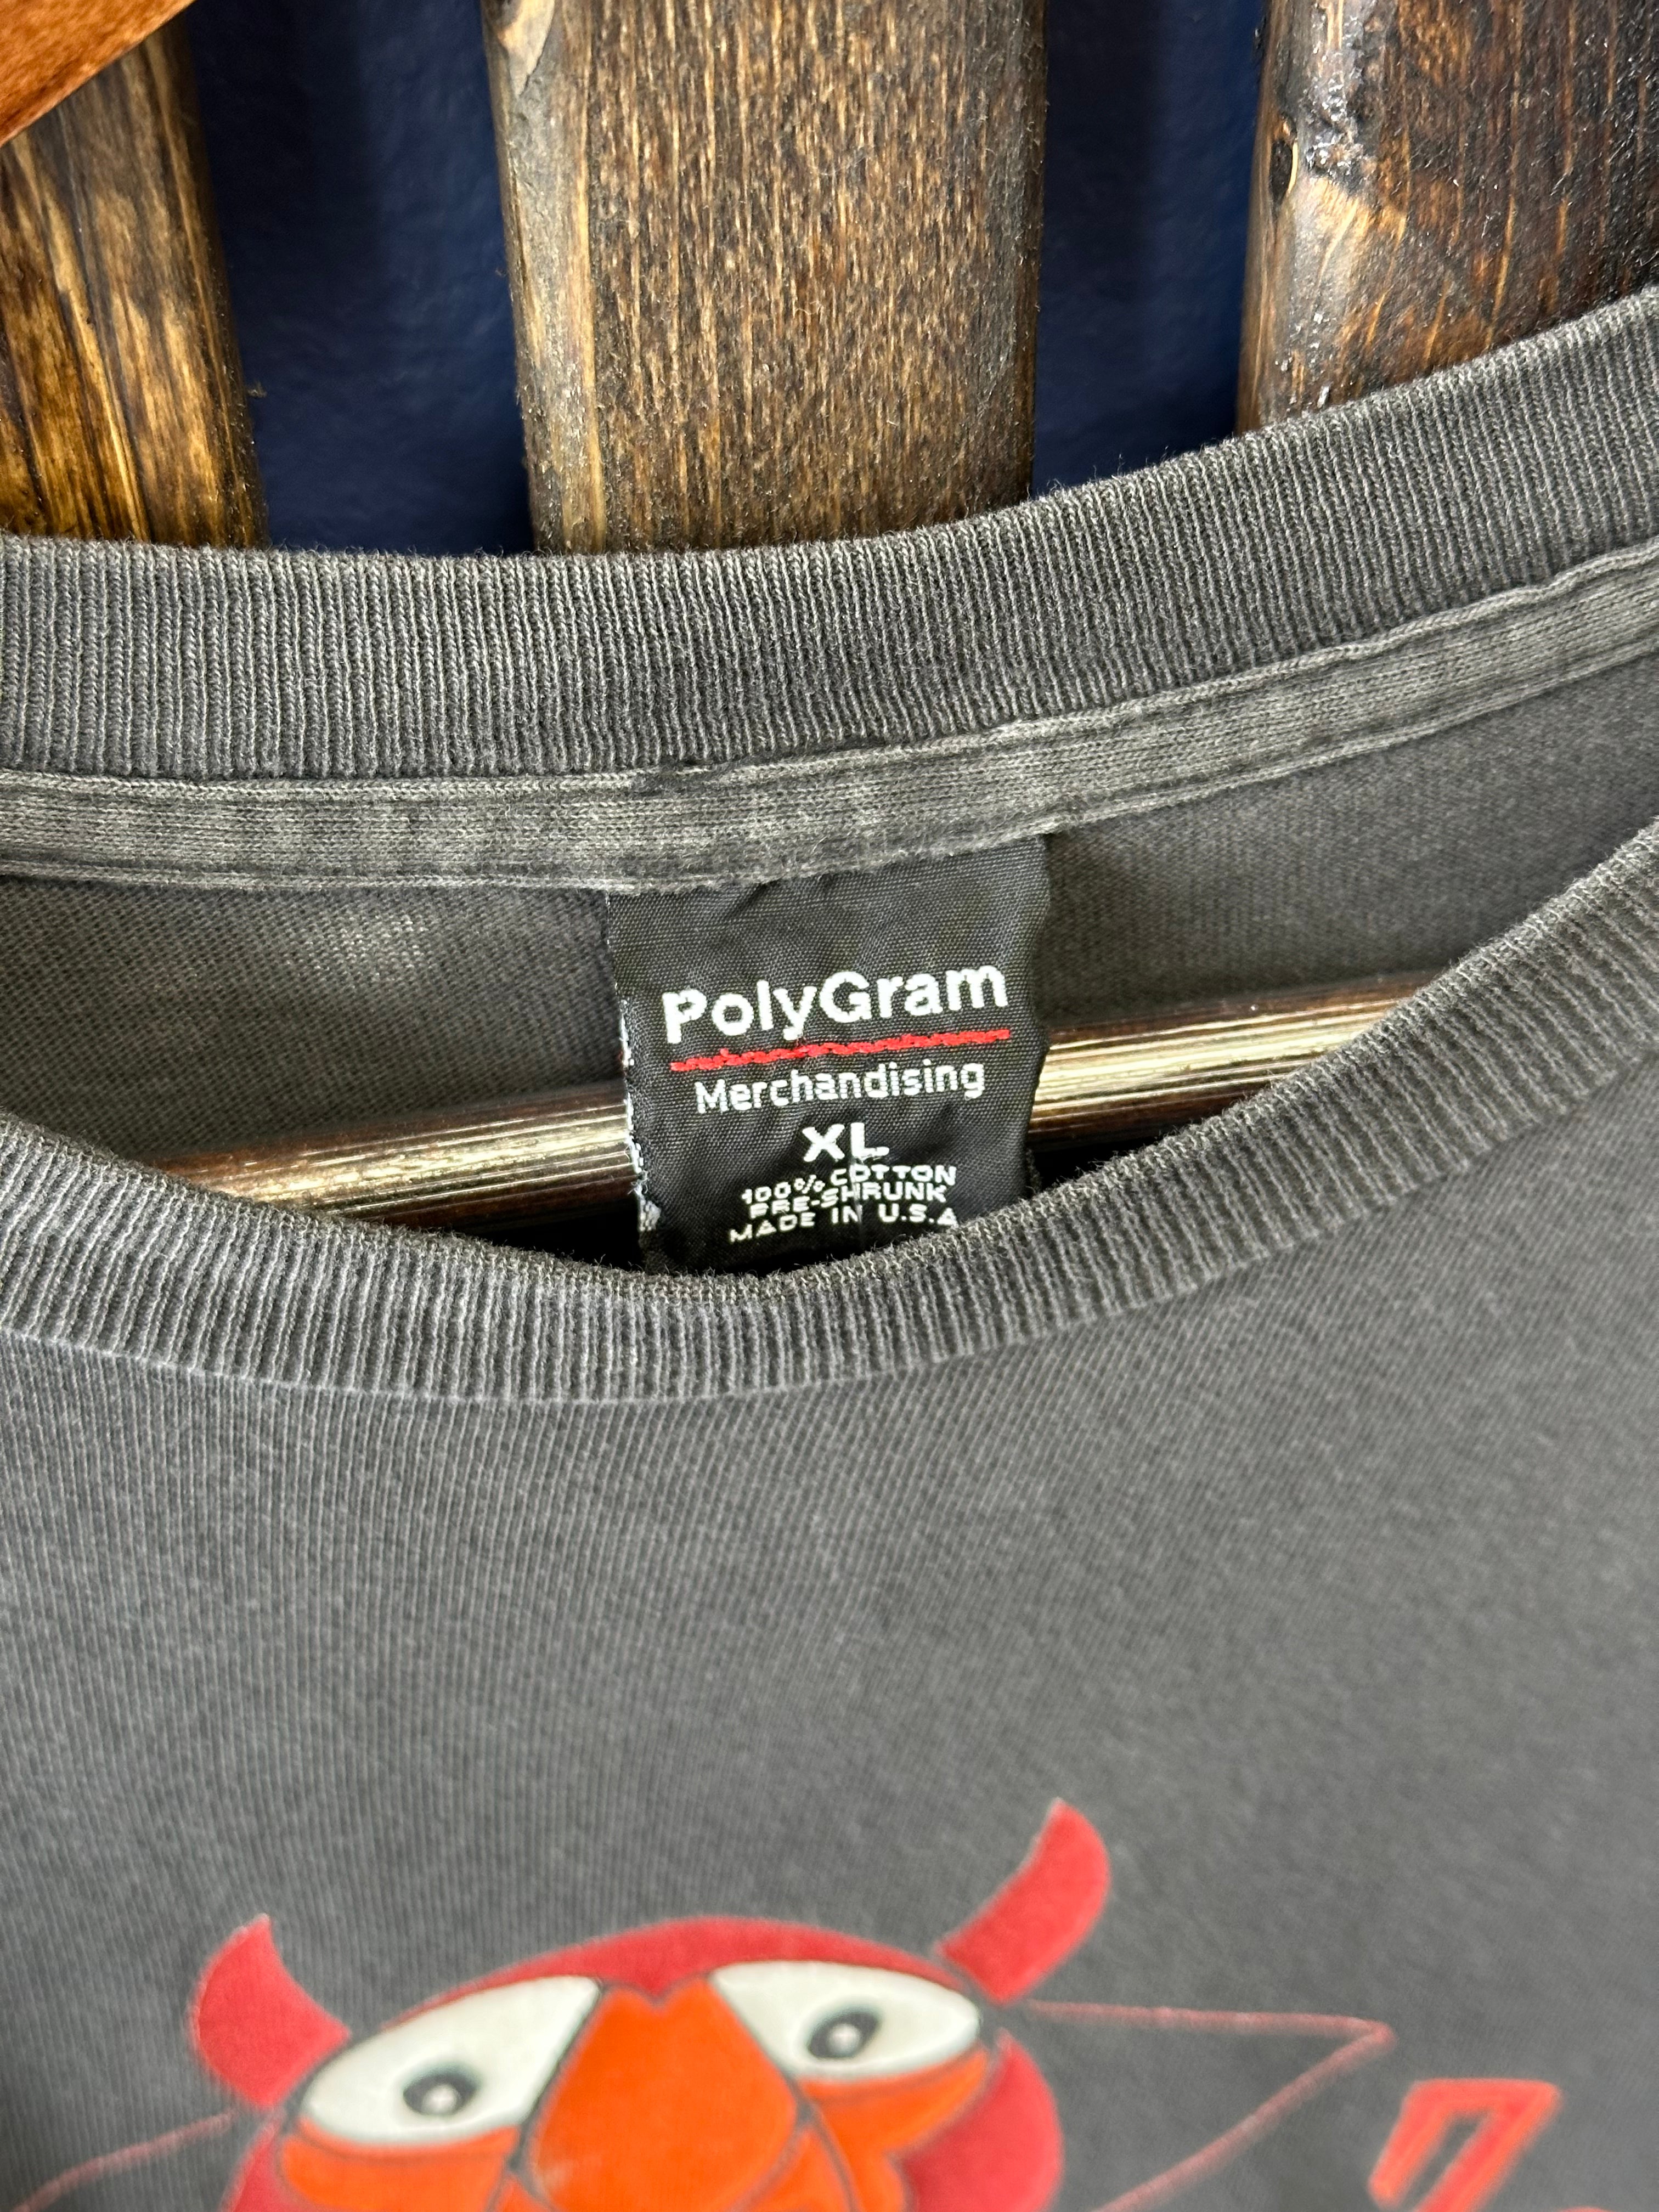 PolyGram
Merchandising
XL
100% COTTON
PRE-SHRUNK
MADE IN U.S.A